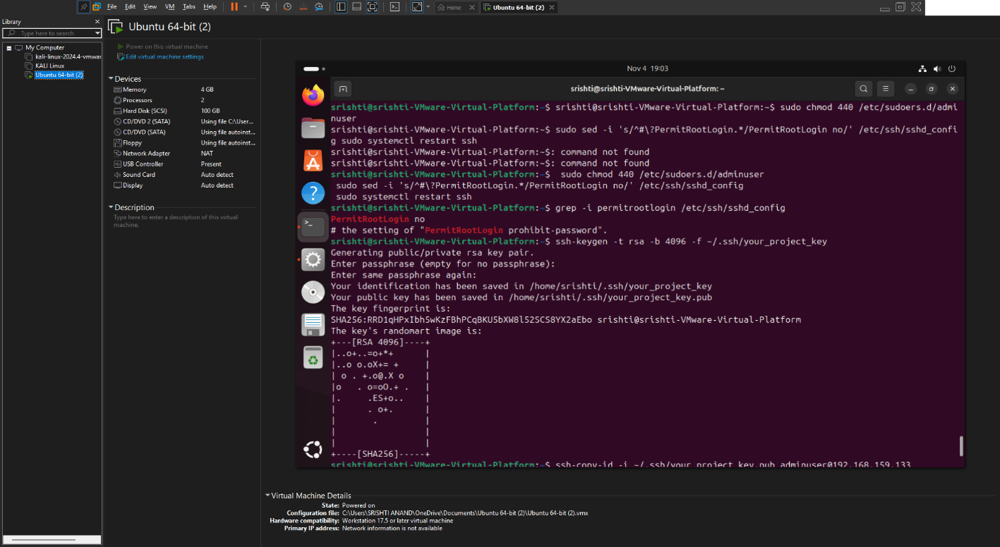 File Edit View VM Tabs Help
Home
Ubuntu 64-bit (2)
Library
Type here to search
My Computer
kali-linux-2024.4-vmwar
KALI Linux
Ubuntu 64-bit (2)
Ubuntu 64-bit (2)
Power on this virtual machine
Edit virtual machine settings
Devices
Memory 4 GB
Processors 2
Hard Disk (SCSI) 100 GB
CD/DVD 2 (SATA) Using file C:\User...
CD/DVD (SATA) Using file autoinst...
Floppy Using file autoinst...
Network Adapter NAT
USB Controller Present
Sound Card Auto detect
Display Auto detect
Description
Type here to enter a description of this virtual
machine.
Nov 4 19:03
srishti@srishti-VMware-Virtual-Platform: ~
srishti@srishti-VMware-Virtual-Platform:~$ srishti@srishti-VMware-Virtual-Platform:~$ sudo chmod 440 /etc/sudoers.d/admi
nuser
srishti@srishti-VMware-Virtual-Platform:~$ sudo sed -i 's/^#\?PermitRootLogin.*/PermitRootLogin no/' /etc/ssh/sshd_confi
g sudo systemctl restart ssh
srishti@srishti-VMware-Virtual-Platform:~$: command not found
srishti@srishti-VMware-Virtual-Platform:~$: command not found
srishti@srishti-VMware-Virtual-Platform:~$  sudo chmod 440 /etc/sudoers.d/adminuser
 sudo sed -i 's/^#\?PermitRootLogin.*/PermitRootLogin no/' /etc/ssh/sshd_config
 sudo systemctl restart ssh
srishti@srishti-VMware-Virtual-Platform:~$ grep -i permitrootlogin /etc/ssh/sshd_config
PermitRootLogin no
# the setting of "PermitRootLogin prohibit-password".
srishti@srishti-VMware-Virtual-Platform:~$ ssh-keygen -t rsa -b 4096 -f ~/.ssh/your_project_key
Generating public/private rsa key pair.
Enter passphrase (empty for no passphrase):
Enter same passphrase again:
Your identification has been saved in /home/srishti/.ssh/your_project_key
Your public key has been saved in /home/srishti/.ssh/your_project_key.pub
The key fingerprint is:
SHA256:RRD1qHPxIbh5wKzFBhPCqBKU5bXW8l52SCS8YX2aEbo srishti@srishti-VMware-Virtual-Platform
The key's randomart image is:
+---[RSA 4096]----+
|..o+..=o+*+      |
|..o o.oX+= +     |
| o . +.o@.X o    |
|o   . o=oO.+ .   |
|.     .ES+o..    |
|      . o+.      |
|       .         |
|                 |
|                 |
+----[SHA256]-----+
srishti@srishti-VMware-Virtual-Platform:~$ ssh-copy-id -i ~/.ssh/your_project_key.pub adminuser@192.168.159.133
Virtual Machine Details
State: Powered on
Configuration file: C:\Users\SRISHTI ANAND\OneDrive\Documents\Ubuntu 64-bit (2)\Ubuntu 64-bit (2).vmx
Hardware compatibility: Workstation 17.5 or later virtual machine
Primary IP address: Network information is not available